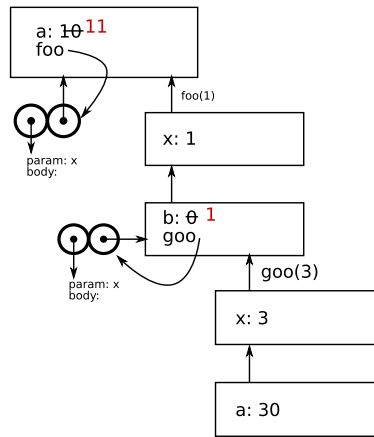 a: 10 11
foo
foo(1)
param: x
body:
x: 1
b: 0 1
goo
param: x
body:
goo(3)
x: 3
a: 30